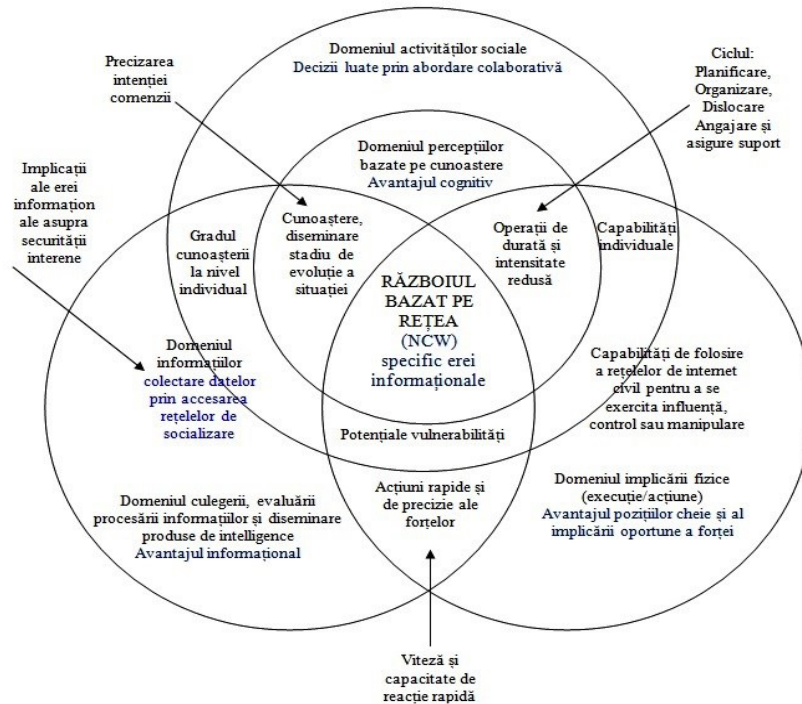 Domeniul activităților sociale
Decizii luate prin abordare colaborativă
Precizarea
intenției
comenzii
Ciclul:
Planificare,
Organizare,
Dislocare
Angajare și
asigure suport
Domeniul percepțiilor
bazate pe cunoastere
Avantajul cognitiv
Implicații
ale erei
information
ale asupra
securității
interene
Gradul
cunoașterii
la nivel
individual
Cunoaștere,
diseminare
stadiu de
evoluție a
situației
Operații de
durată și
intensitate
redusă
Capabilități
individuale
RĂZBOIUL
BAZAT PE
REȚEA
(NCW)
specific erei
informaționale
Domeniul
informațiilor
colectare datelor
prin accesarea
rețelelor de
socializare
Capabilități de folosire
a rețelelor de internet
civil pentru a se
exercita influență,
control sau manipulare
Potențiale vulnerabilități
Domeniul culegerii, evaluării
procesării informațiilor și diseminare
produse de intelligence
Avantajul informațional
Acțiuni rapide și
de precizie ale
forțelor
Domeniul implicării fizice
(execuție/acțiune)
Avantajul pozițiilor cheie și al
implicării oportune a forței
Viteză și
capacitate de
reacție rapidă